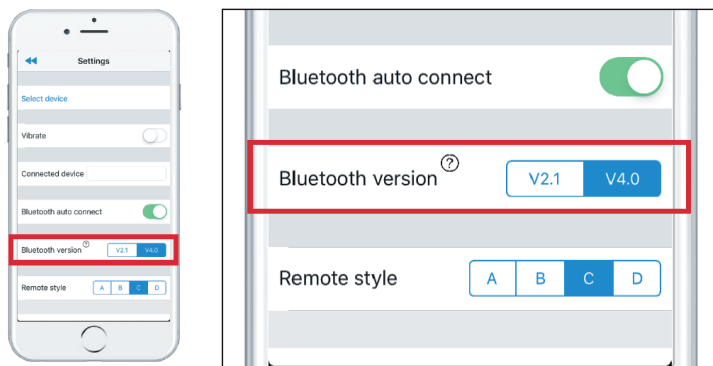 Settings
Select device
Vibrate
Connected device
Bluetooth auto connect
Bluetooth version ? V2.1 V4.0
Remote style A B C D
Bluetooth auto connect
Bluetooth version ? V2.1 V4.0
Remote style A B C D